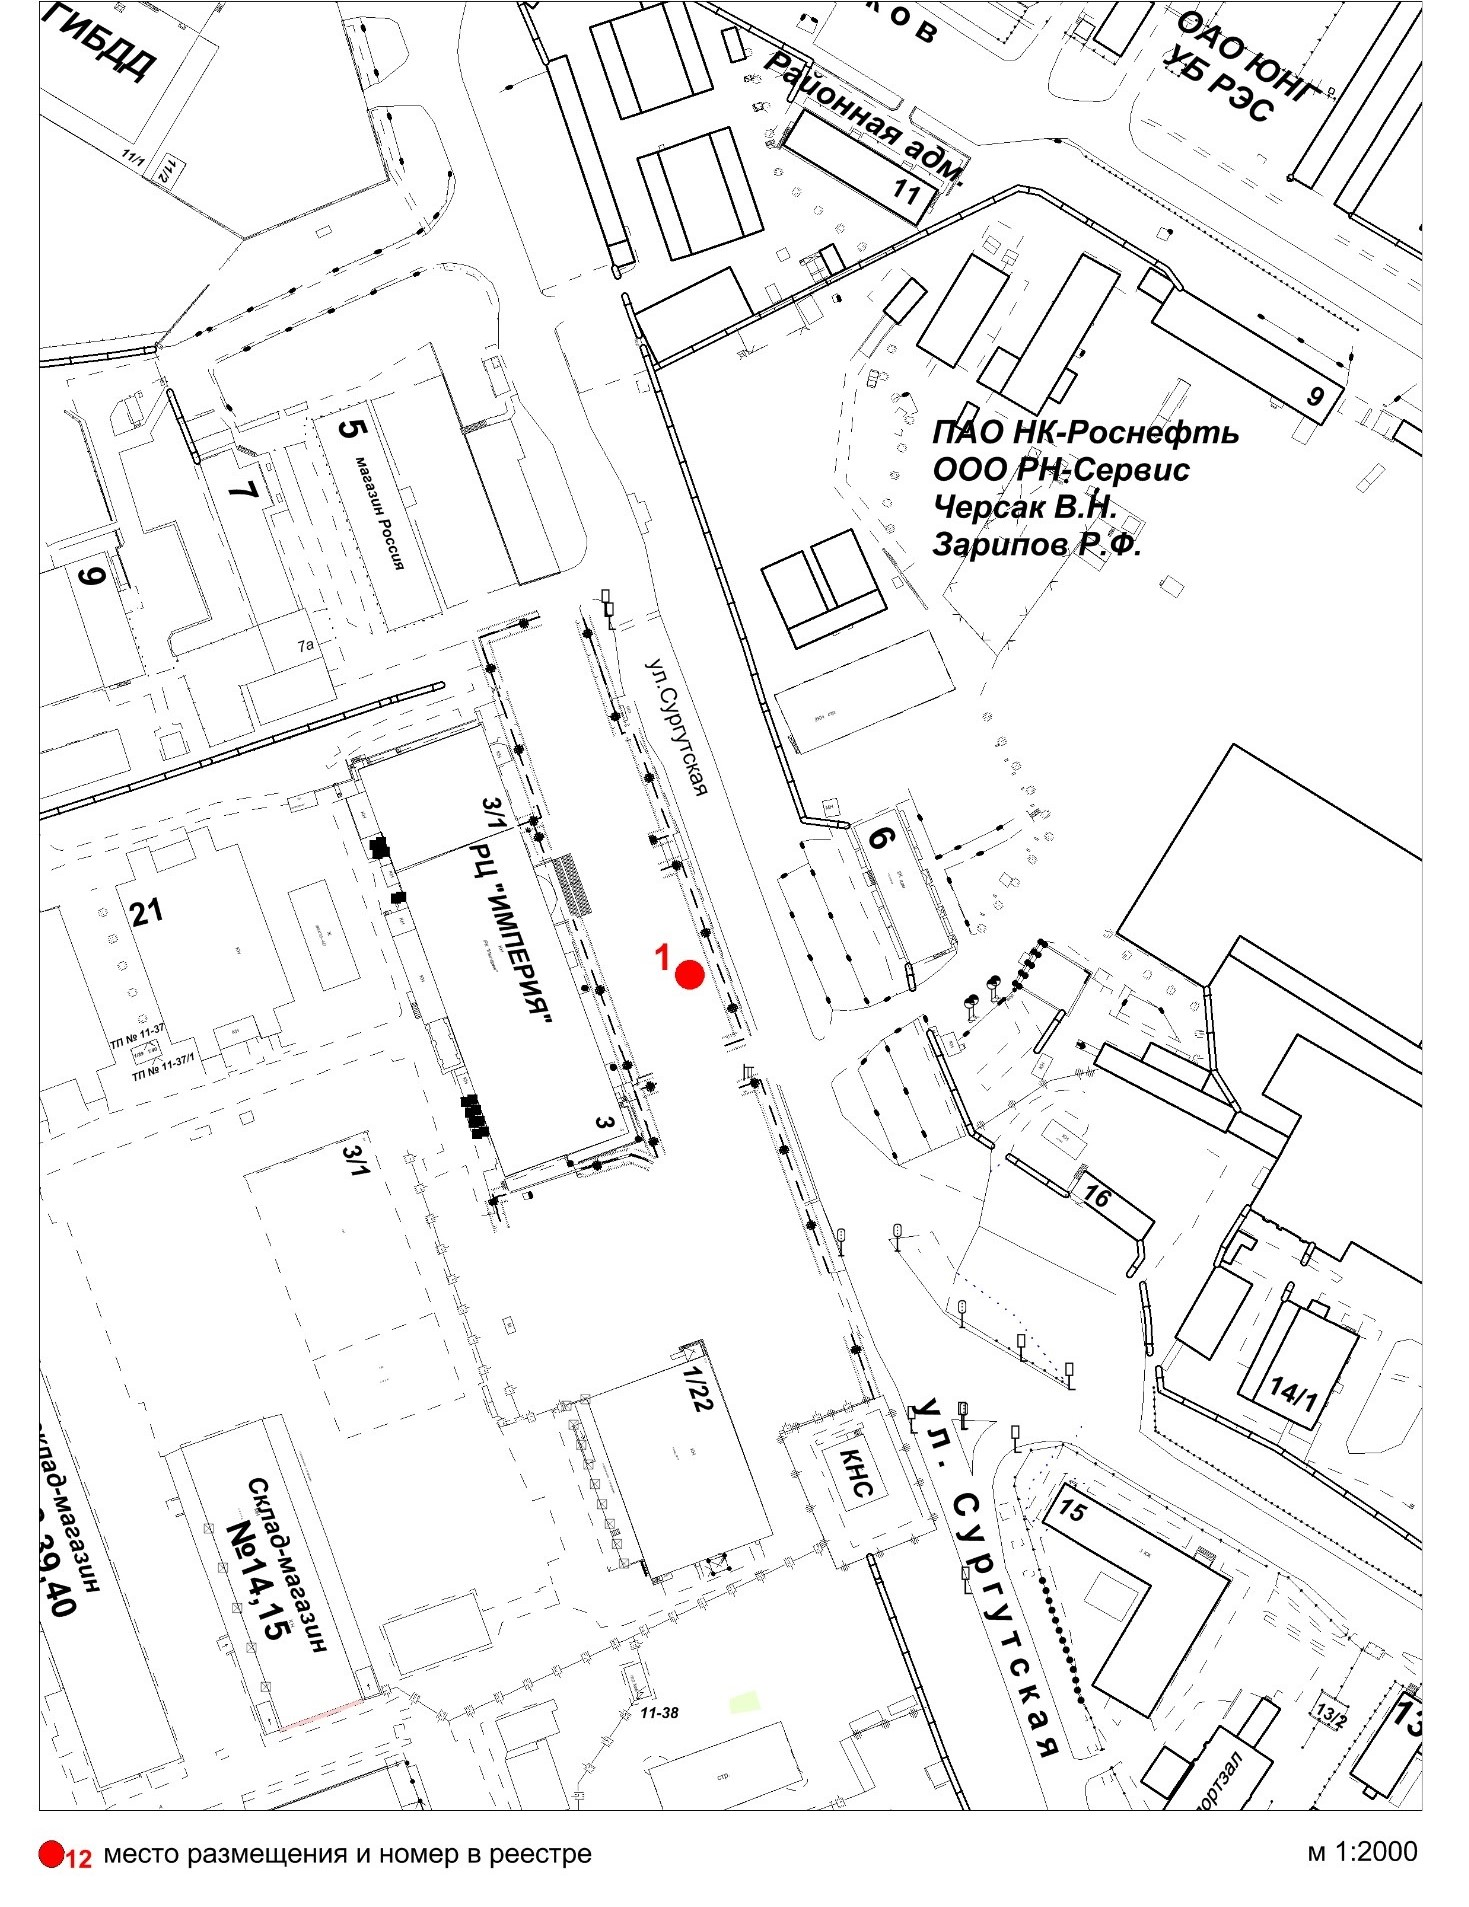 ГИБДД
ков
ОАО ЮНГ
УБ РЭС
Районная адм.
11
11/1
11/2
9
5
магазин Россия
7
9
7а
ПАО НК-Роснефть
ООО РН-Сервис
Черсак В.Н.
Зарипов Р.Ф.
ул.Сургутская
3/1
РЦ "ИМПЕРИЯ"
6
21
1
ТП № 11-37
ТП № 11-37/1
3
3/1
16
14/1
1/22
КНС
ул. Сургутская
15
Склад-магазин
№14,15
клад-магазин
39,40
11-38
13/2
13
портзал
12 место размещения и номер в реестре
м 1:2000